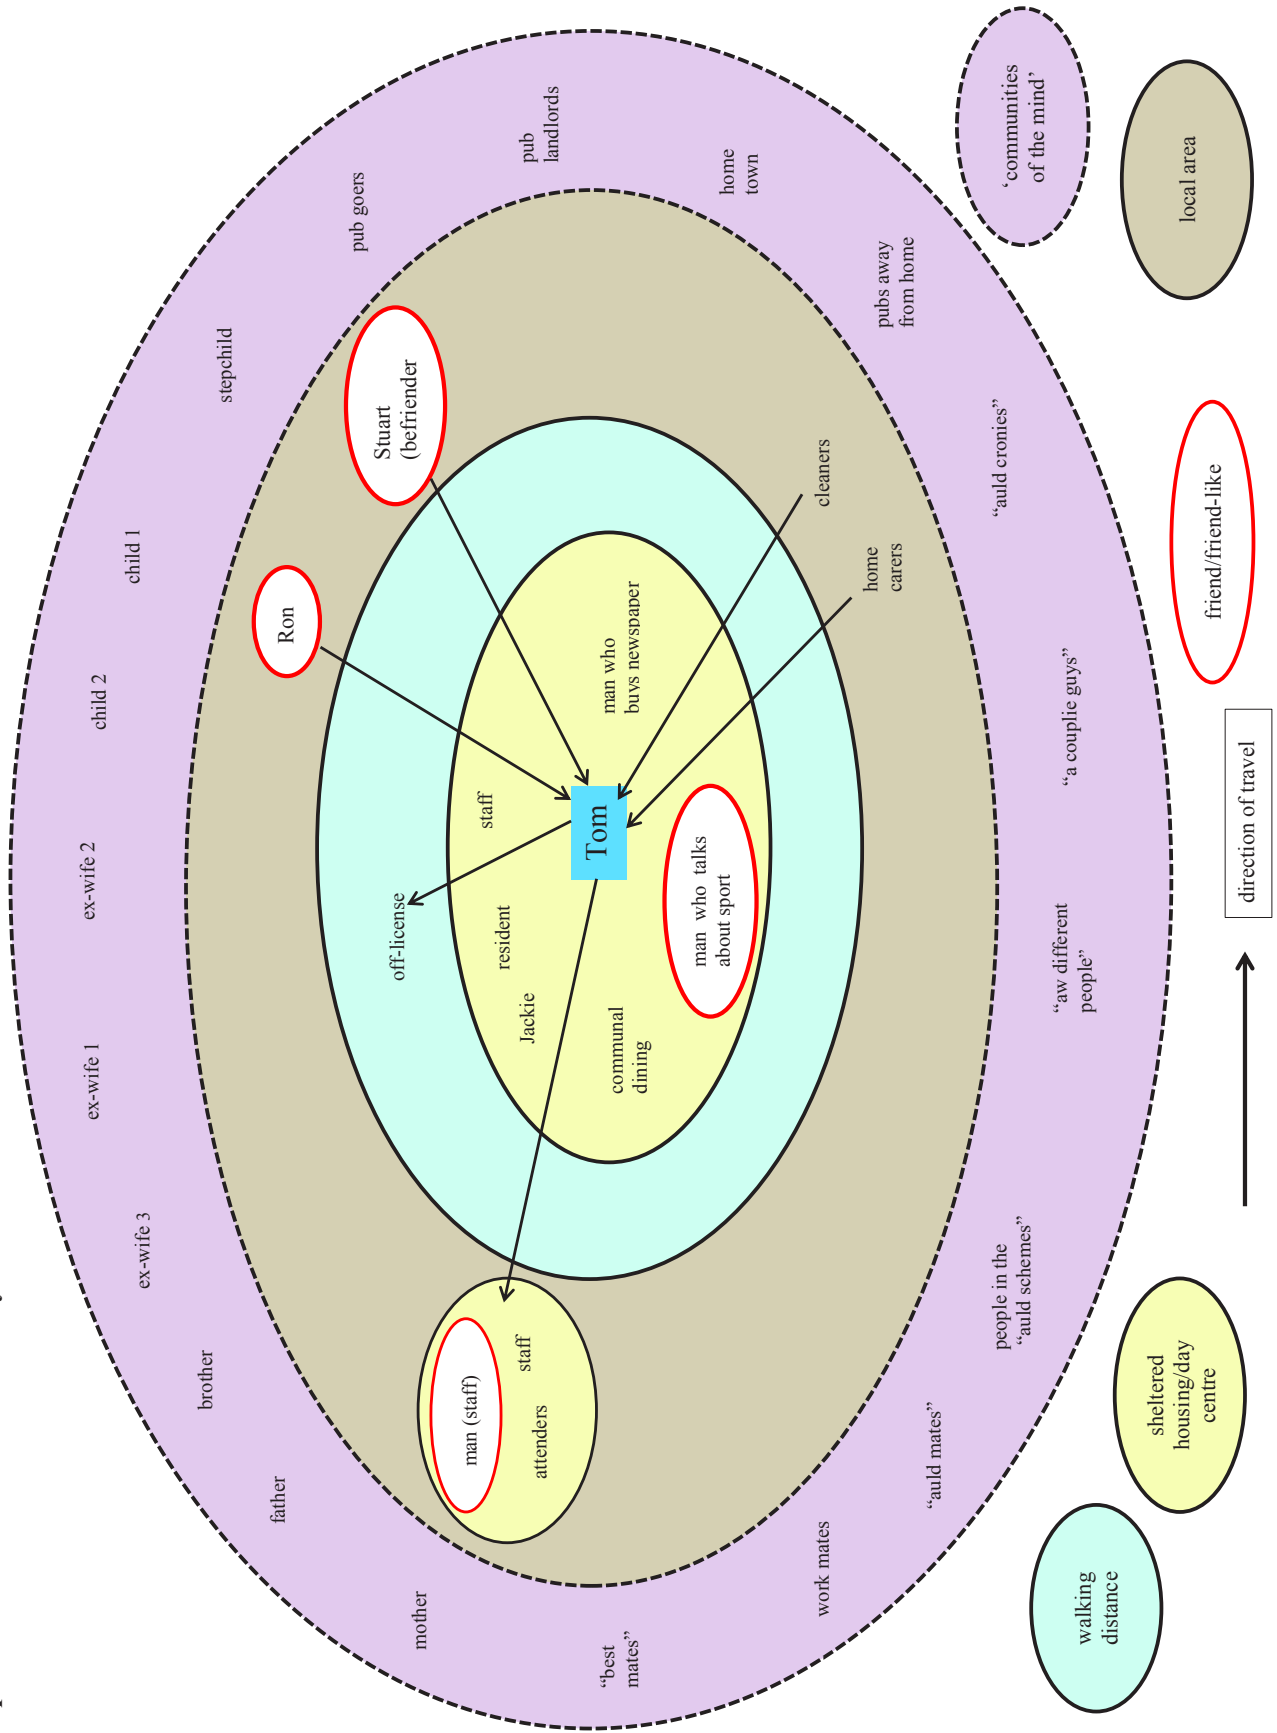 mother
father
brother
ex-wife 3
ex-wife 1
ex-wife 2
child 2
child 1
stepchild
pub goers
pub
landlords
home
town
pubs away
from home
“auld cronies”
“a couplie guys”
“aw different
people”
people in the
“auld schemes”
“auld mates”
work mates
“best
mates”
man (staff)
staff
attenders
Ron
Stuart
(befriender
off-license
staff
resident
Jackie
Tom
man who
buys newspaper
communal
dining
man who talks
about sport
cleaners
home
carers
walking
distance
sheltered
housing/day
centre
direction of travel
friend/friend-like
‘communities
of the mind’
local area